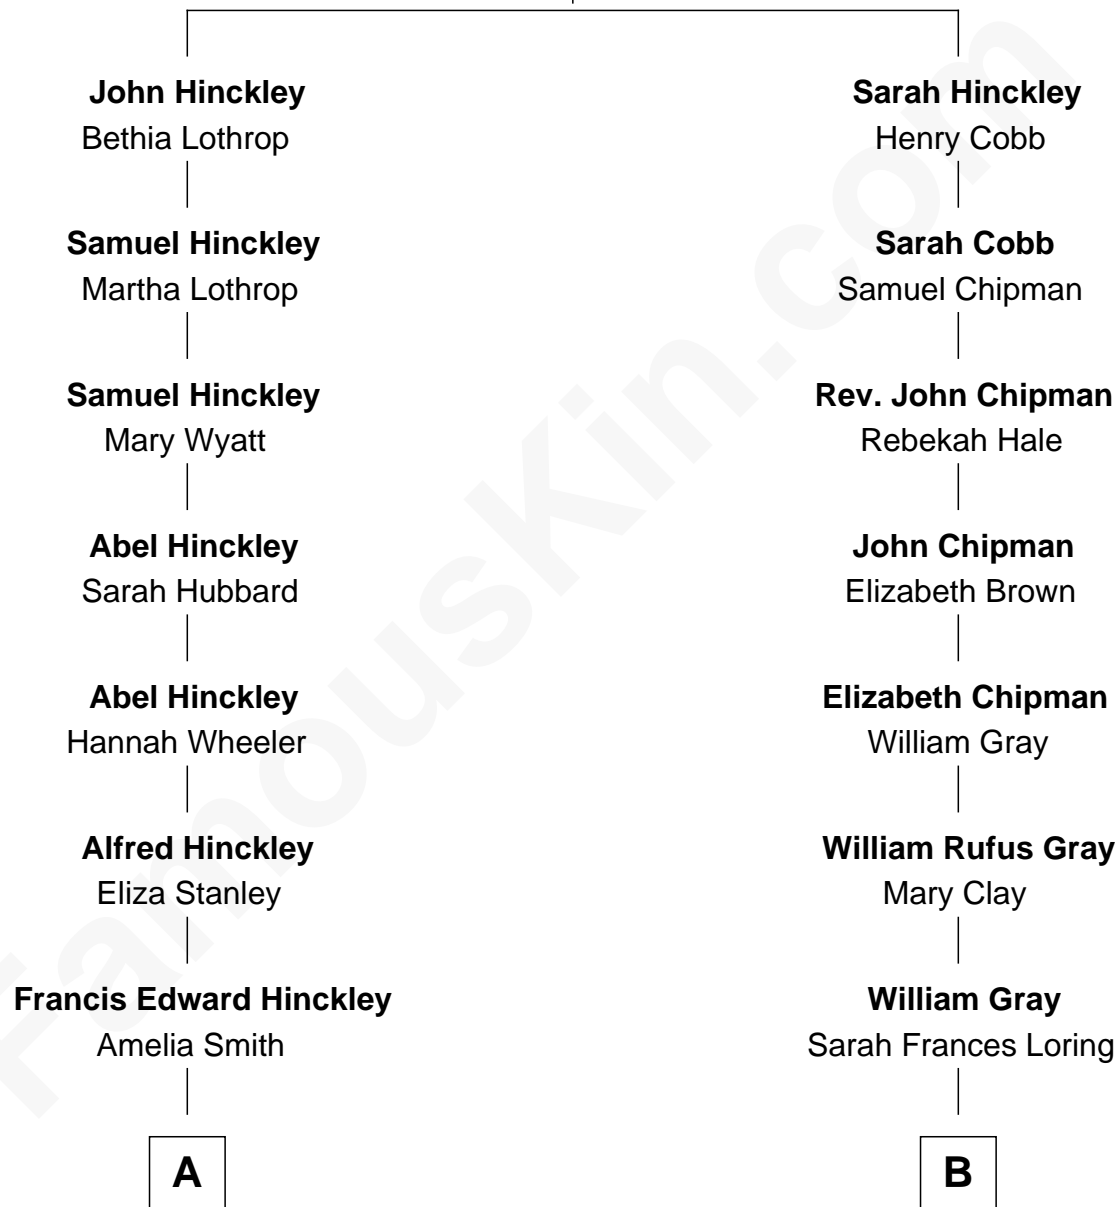 John Hinckley
Bethia Lothrop
Samuel Hinckley
Martha Lothrop
Samuel Hinckley
Mary Wyatt
Abel Hinckley
Sarah Hubbard
Abel Hinckley
Hannah Wheeler
Alfred Hinckley
Eliza Stanley
Francis Edward Hinckley
Amelia Smith
A
Sarah Hinckley
Henry Cobb
Sarah Cobb
Samuel Chipman
Rev. John Chipman
Rebekah Hale
John Chipman
Elizabeth Brown
Elizabeth Chipman
William Gray
William Rufus Gray
Mary Clay
William Gray
Sarah Frances Loring
B
FamousKin.com